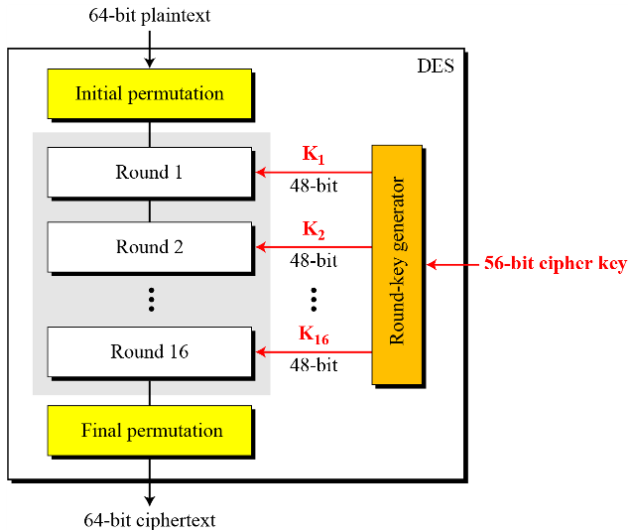 64-bit plaintext
DES
Initial permutation
Round 1
K1
48-bit
Round 2
K2
48-bit
Round-key generator
56-bit cipher key
Round 16
K16
48-bit
Final permutation
64-bit ciphertext